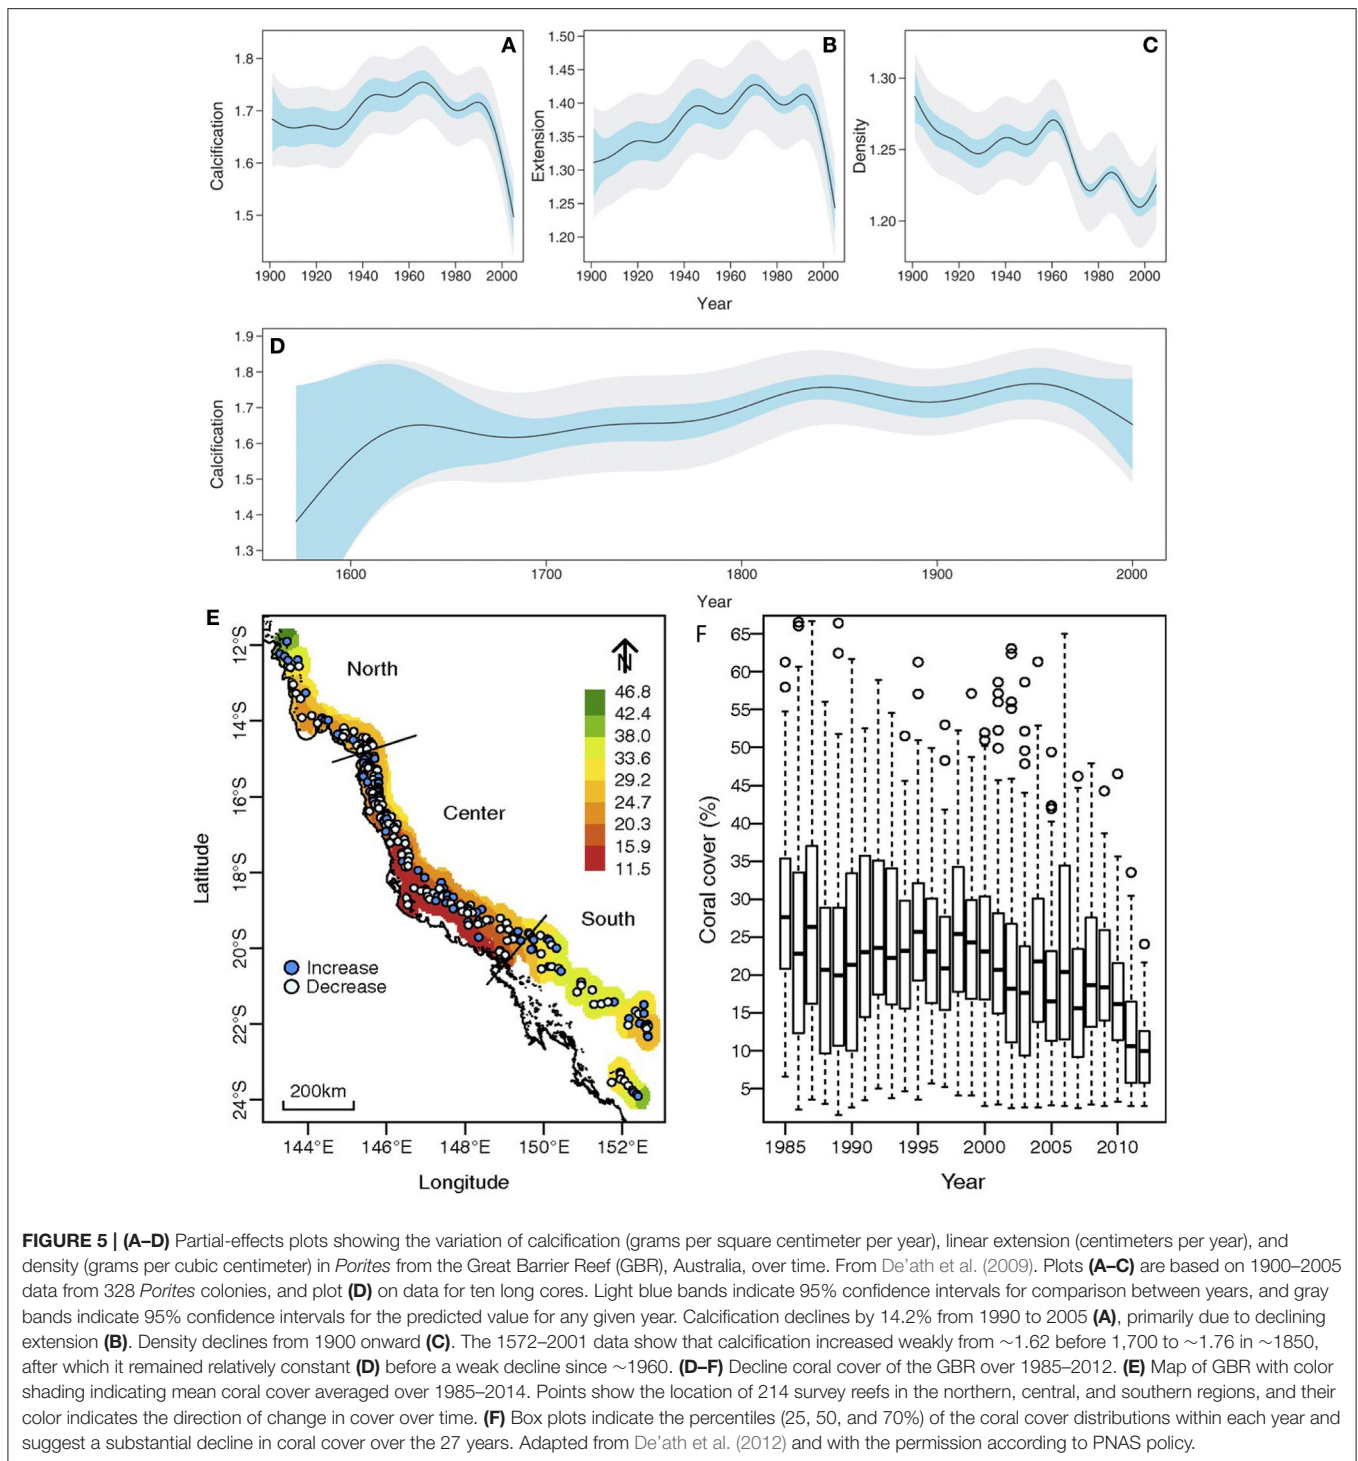 A
B
C
Calcification
1.8
1.7
1.6
1.5
1900 1920 1940 1960 1980 2000
Extension
1.50
1.45
1.40
1.35
1.30
1.25
1.20
1900 1920 1940 1960 1980 2000
Density
1.30
1.25
1.20
1900 1920 1940 1960 1980 2000
Year
D
Calcification
1.9
1.8
1.7
1.6
1.5
1.4
1.3
1600 1700 1800 1900 2000
Year
E
Latitude
12°S
14°S
16°S
18°S
20°S
22°S
24°S
North
Center
South
N
46.8
42.4
38.0
33.6
29.2
24.7
20.3
15.9
11.5
Increase
Decrease
200km
144°E 146°E 148°E 150°E 152°E
Longitude
F
Coral cover (%)
65
60
55
50
45
40
35
30
25
20
15
10
5
1985 1990 1995 2000 2005 2010
Year
FIGURE 5 | (A–D) Partial-effects plots showing the variation of calcification (grams per square centimeter per year), linear extension (centimeters per year), and
density (grams per cubic centimeter) in Porites from the Great Barrier Reef (GBR), Australia, over time. From De'ath et al. (2009). Plots (A–C) are based on 1900–2005
data from 328 Porites colonies, and plot (D) on data for ten long cores. Light blue bands indicate 95% confidence intervals for comparison between years, and gray
bands indicate 95% confidence intervals for the predicted value for any given year. Calcification declines by 14.2% from 1990 to 2005 (A), primarily due to declining
extension (B). Density declines from 1900 onward (C). The 1572–2001 data show that calcification increased weakly from ~1.62 before 1,700 to ~1.76 in ~1850,
after which it remained relatively constant (D) before a weak decline since ~1960. (D–F) Decline coral cover of the GBR over 1985–2012. (E) Map of GBR with color
shading indicating mean coral cover averaged over 1985–2014. Points show the location of 214 survey reefs in the northern, central, and southern regions, and their
color indicates the direction of change in cover over time. (F) Box plots indicate the percentiles (25, 50, and 70%) of the coral cover distributions within each year and
suggest a substantial decline in coral cover over the 27 years. Adapted from De'ath et al. (2012) and with the permission according to PNAS policy.